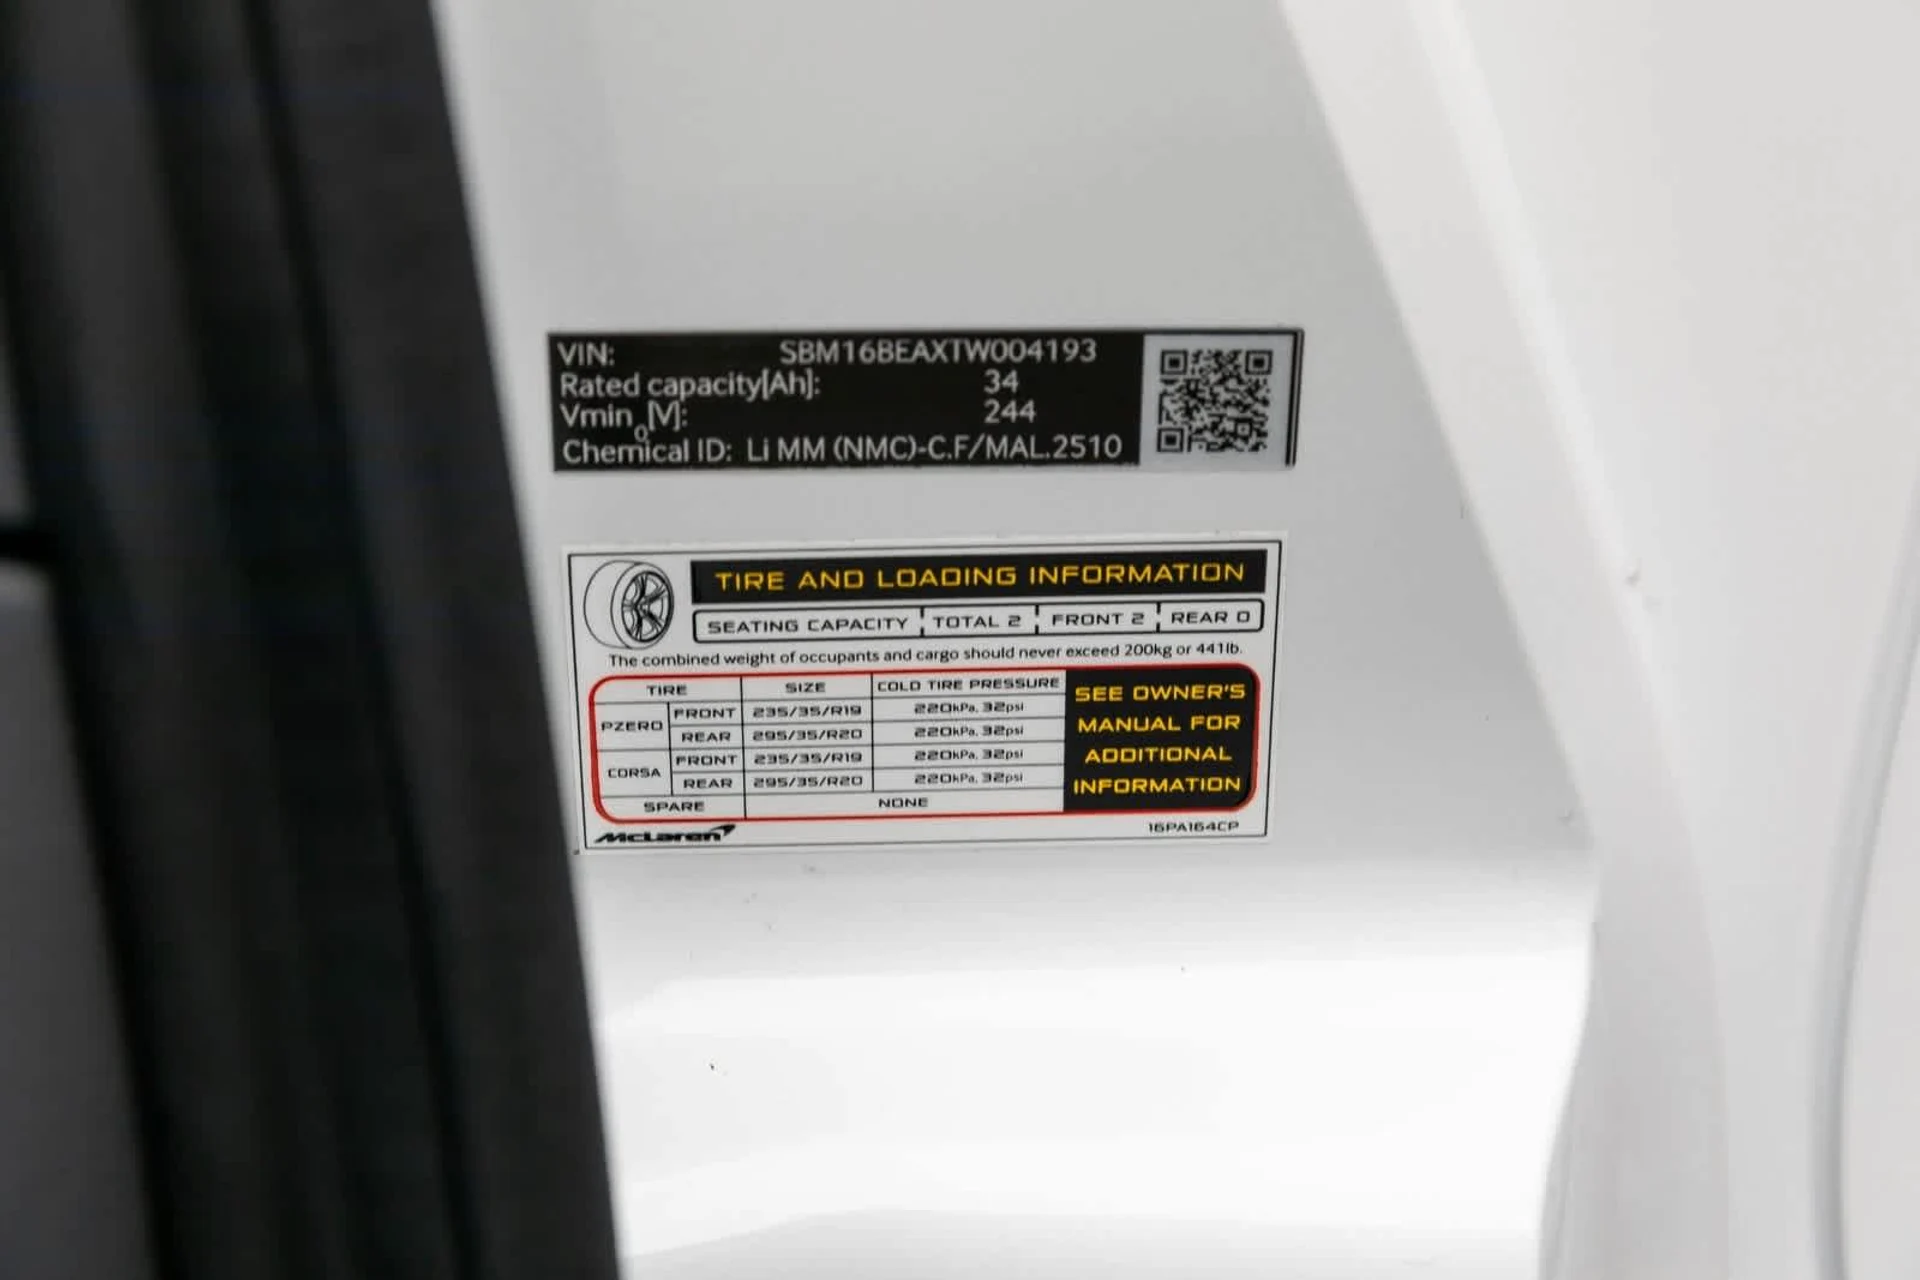 VIN: SBM16BEAXTW004193
Rated capacity[Ah]: 34
Vmin0[V]: 244
Chemical ID: Li MM (NMC)-C.F/MAL.2510
TIRE AND LOADING INFORMATION
SEATING CAPACITY TOTAL 2 FRONT 2 REAR 0
The combined weight of occupants and cargo should never exceed 200kg or 441lb.
TIRE SIZE COLD TIRE PRESSURE
PZERO FRONT 235/35/R19 220kPa, 32psi
REAR 295/35/R20 220kPa, 32psi
CORSA FRONT 235/35/R19 220kPa, 32psi
REAR 295/35/R20 220kPa, 32psi
SPARE NONE
SEE OWNER'S
MANUAL FOR
ADDITIONAL
INFORMATION
McLaren 16PA164CP